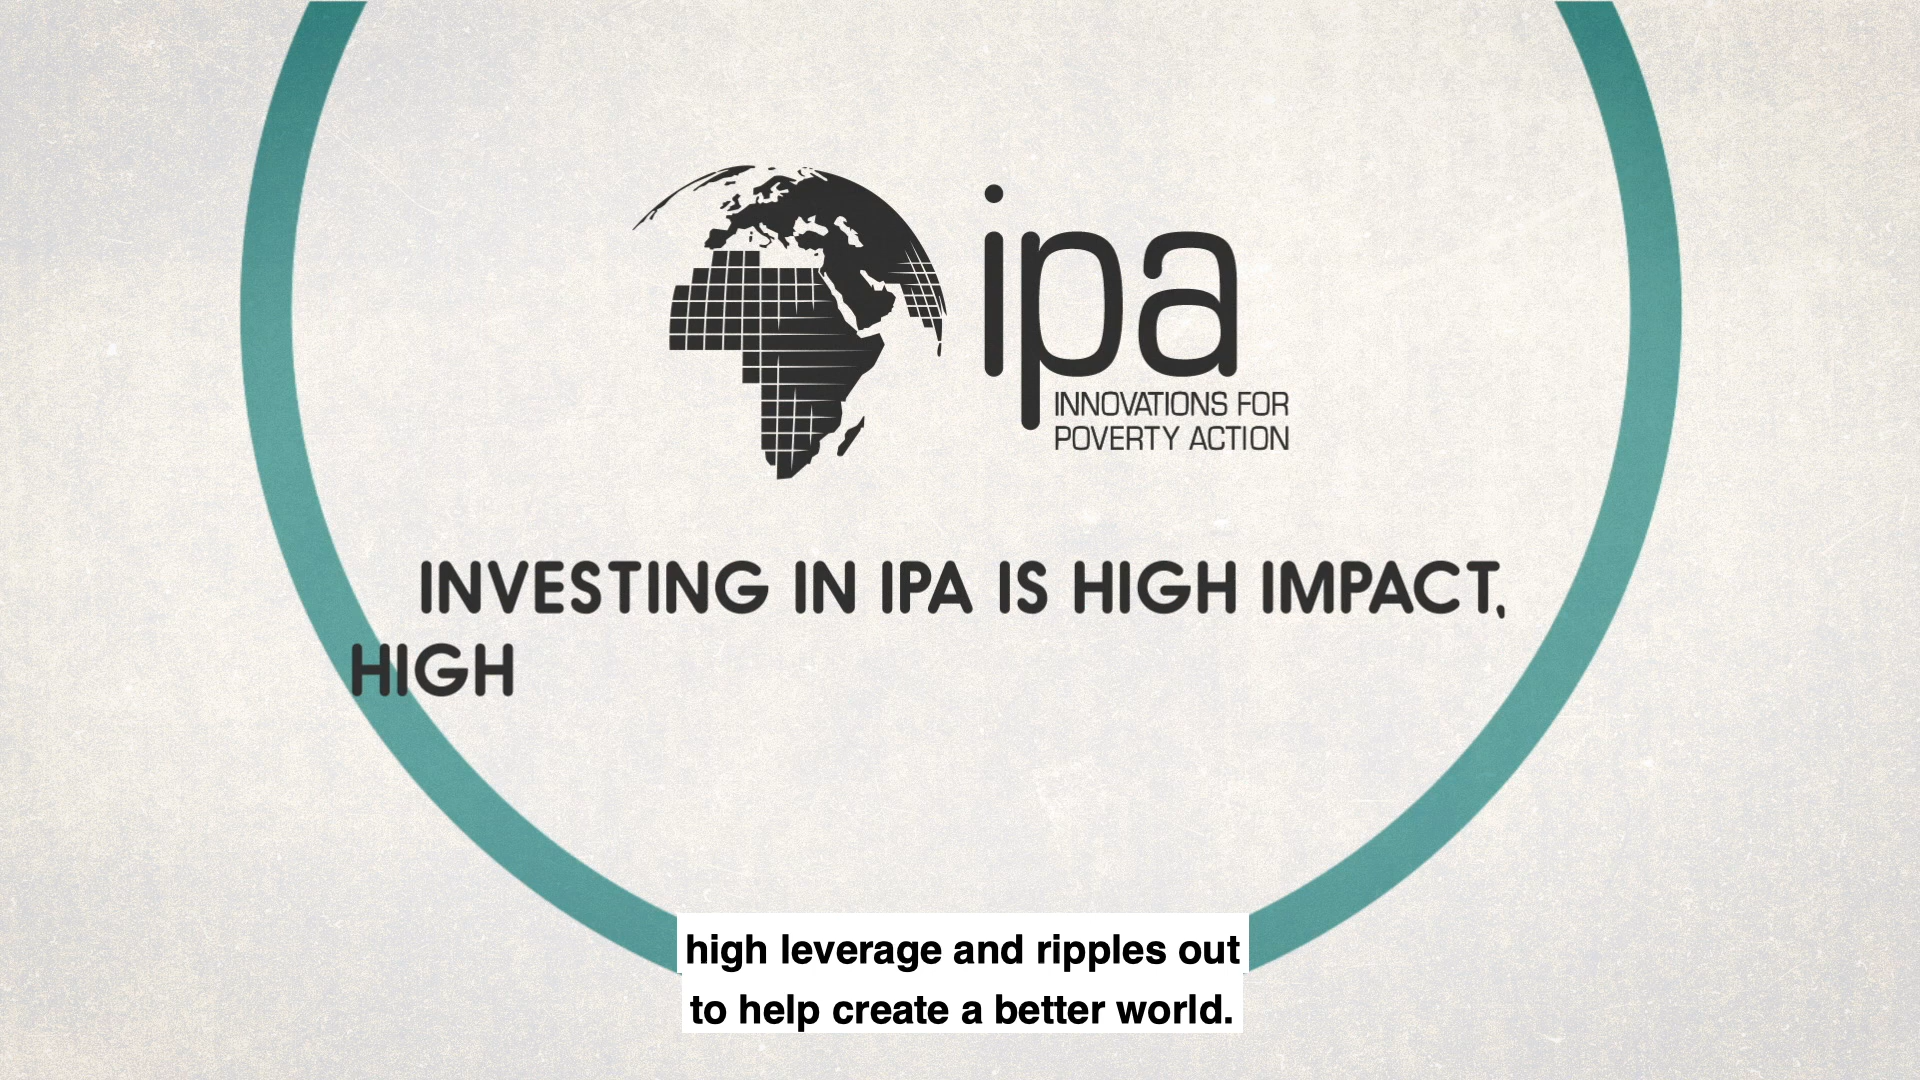 ipa
INNOVATIONS FOR
POVERTY ACTION
INVESTING IN IPA IS HIGH IMPACT,
HIGH
high leverage and ripples out
to help create a better world.